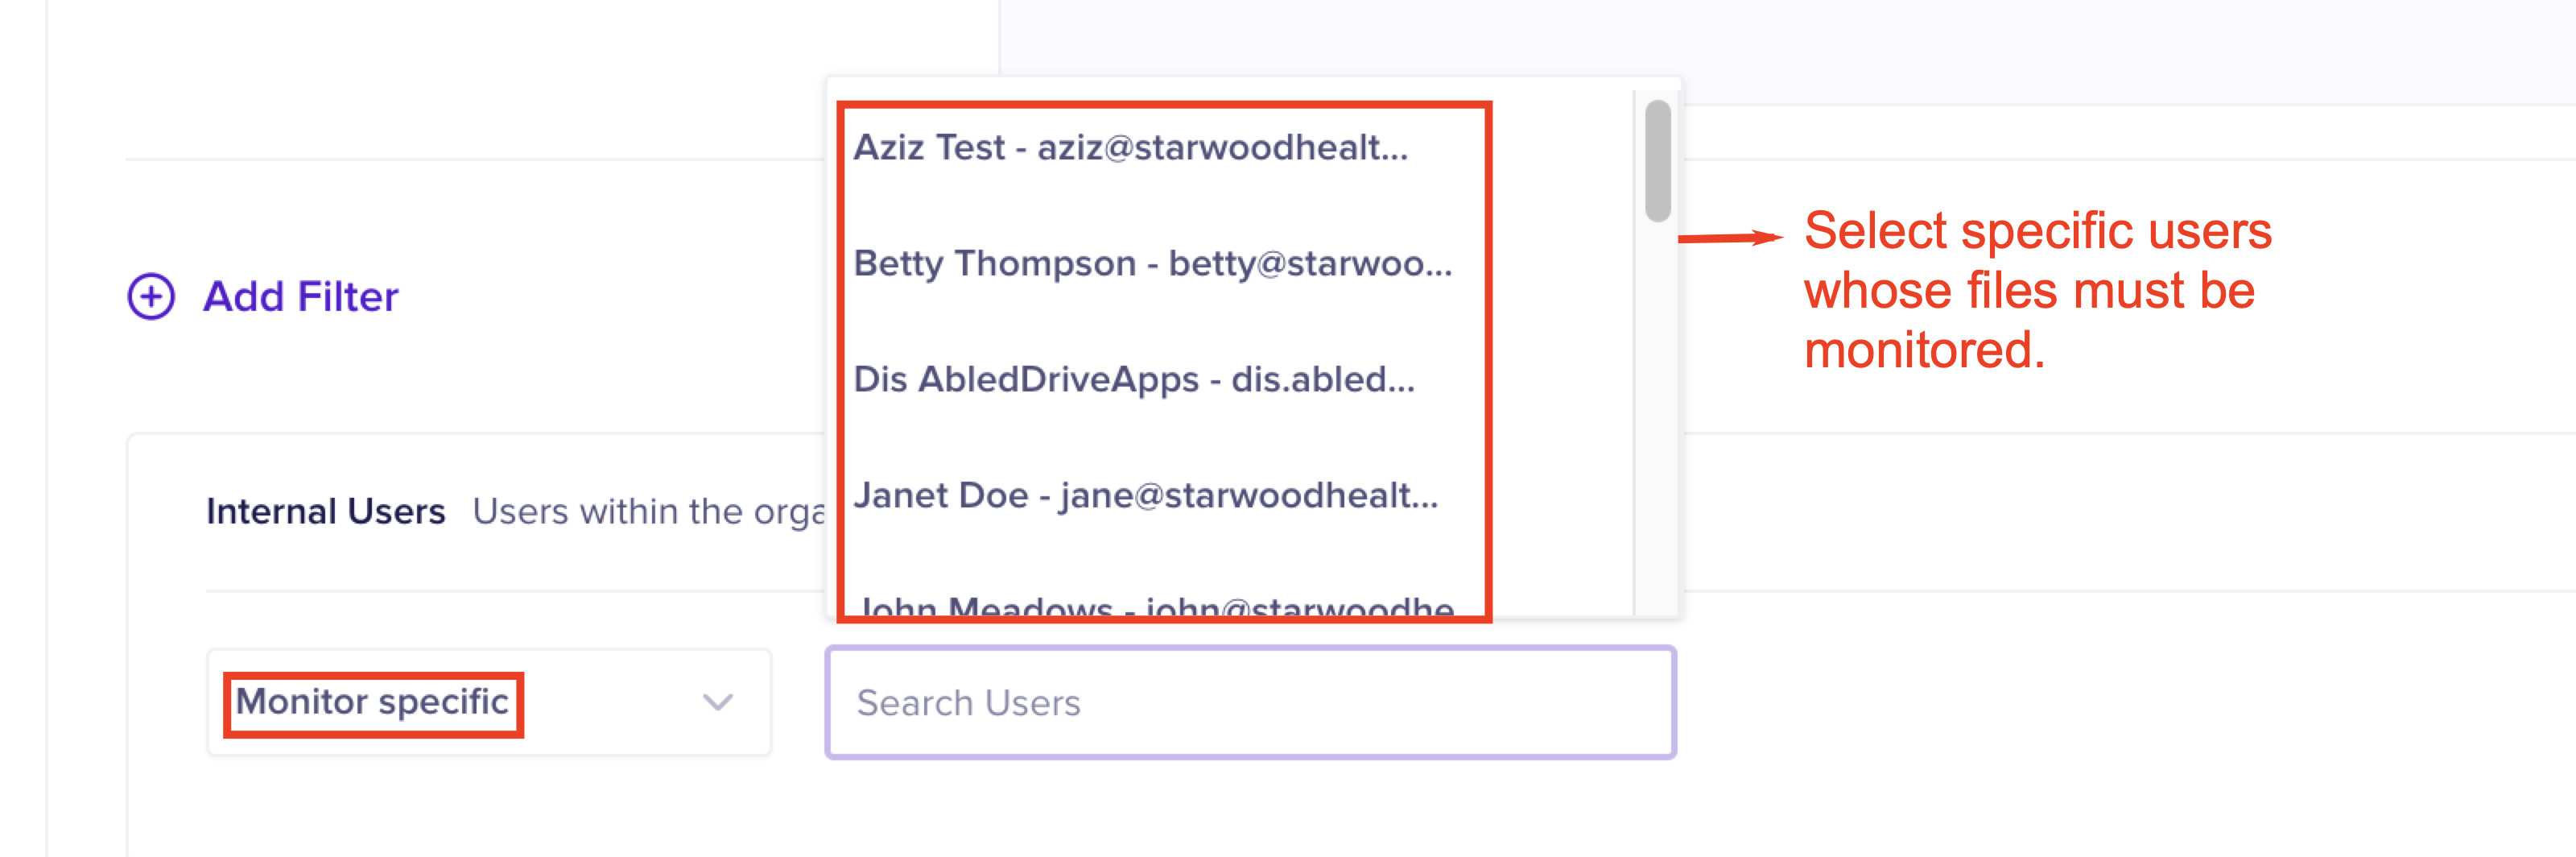 Aziz Test - aziz@starwoodhealt...
Betty Thompson - betty@starwoo...
Dis AbledDriveApps - dis.abled...
Janet Doe - jane@starwoodhealt...
John Meadows - john@starwoodhe
Select specific users
whose files must be
monitored.
Add Filter
Internal Users Users within the orga
Monitor specific
Search Users